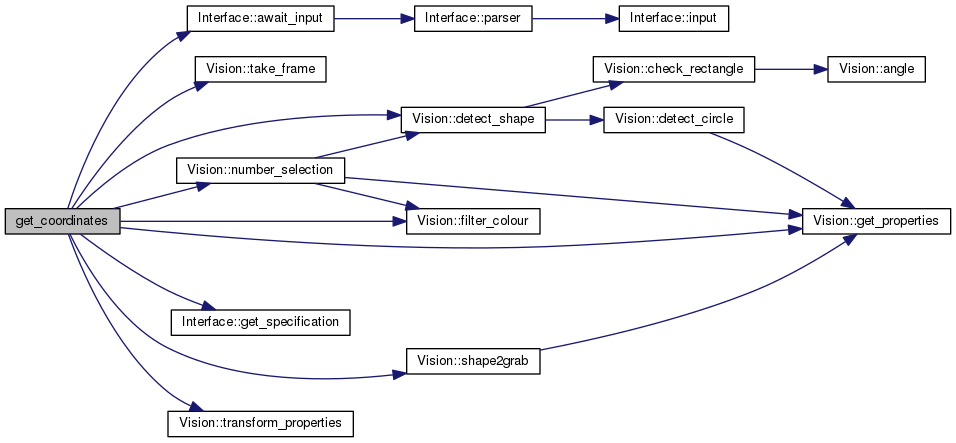 Interface::await_input
Interface::parser
Interface::input
Vision::take_frame
Vision::check_rectangle
Vision::angle
Vision::detect_shape
Vision::detect_circle
Vision::number_selection
get_coordinates
Vision::filter_colour
Vision::get_properties
Interface::get_specification
Vision::shape2grab
Vision::transform_properties